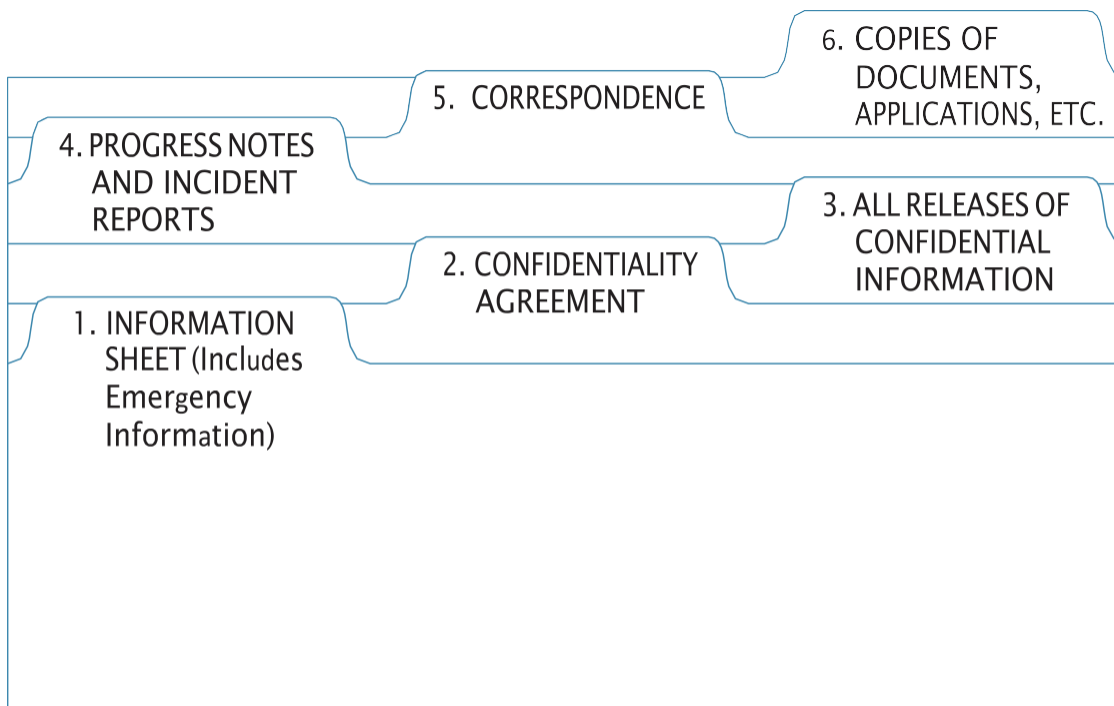 6. COPIES OF
DOCUMENTS,
APPLICATIONS, ETC.
5. CORRESPONDENCE
4. PROGRESS NOTES
AND INCIDENT
REPORTS
3. ALL RELEASES OF
CONFIDENTIAL
INFORMATION
2. CONFIDENTIALITY
AGREEMENT
1. INFORMATION
SHEET (Includes
Emergency
Information)